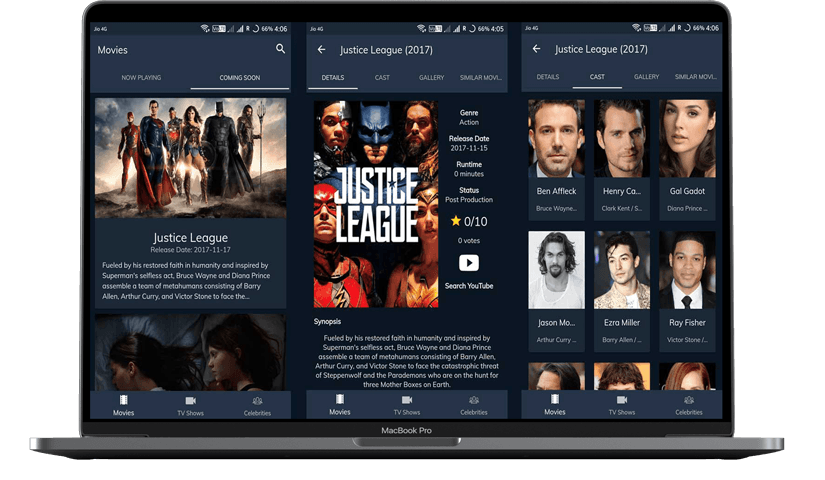 Jio 4G
66% 4:06
Movies
NOW PLAYING
COMING SOON
Justice League
Release Date: 2017-11-17
Fueled by his restored faith in humanity and inspired by
Superman's selfless act, Bruce Wayne and Diana Prince
assemble a team of metahumans consisting of Barry
Allen, Arthur Curry, and Victor Stone to face the...
Movies
TV Shows
Celebrities
Jio 4G
R
66% 4:05
Justice League (2017)
DETAILS
CAST
GALLERY
SIMILAR MOVI...
JUSTICE
LEAGUE
Genre
Action
Release Date
2017-11-15
Runtime
0 minutes
Status
Post Production
0/10
0 votes
Search YouTube
Synopsis
Fueled by his restored faith in humanity and inspired by
Superman's selfless act, Bruce Wayne and Diana Prince
assemble a team of metahumans consisting of Barry Allen,
Arthur Curry, and Victor Stone to face the catastrophic threat
of Steppenwolf and the Parademons who are on the hunt for
three Mother Boxes on Earth.
Movies
TV Shows
Celebrities
Jio 4G
R
66% 4:06
Justice League (2017)
DETAILS
CAST
GALLERY
SIMILAR MOVI...
Ben Affleck
Bruce Wayne...
Henry Ca...
Clark Kent / S...
Gal Gadot
Diana Prince ...
Jason Mo...
Arthur Curry ...
Ezra Miller
Barry Allen / ...
Ray Fisher
Victor Stone /...
Movies
TV Shows
Celebrities
MacBook Pro